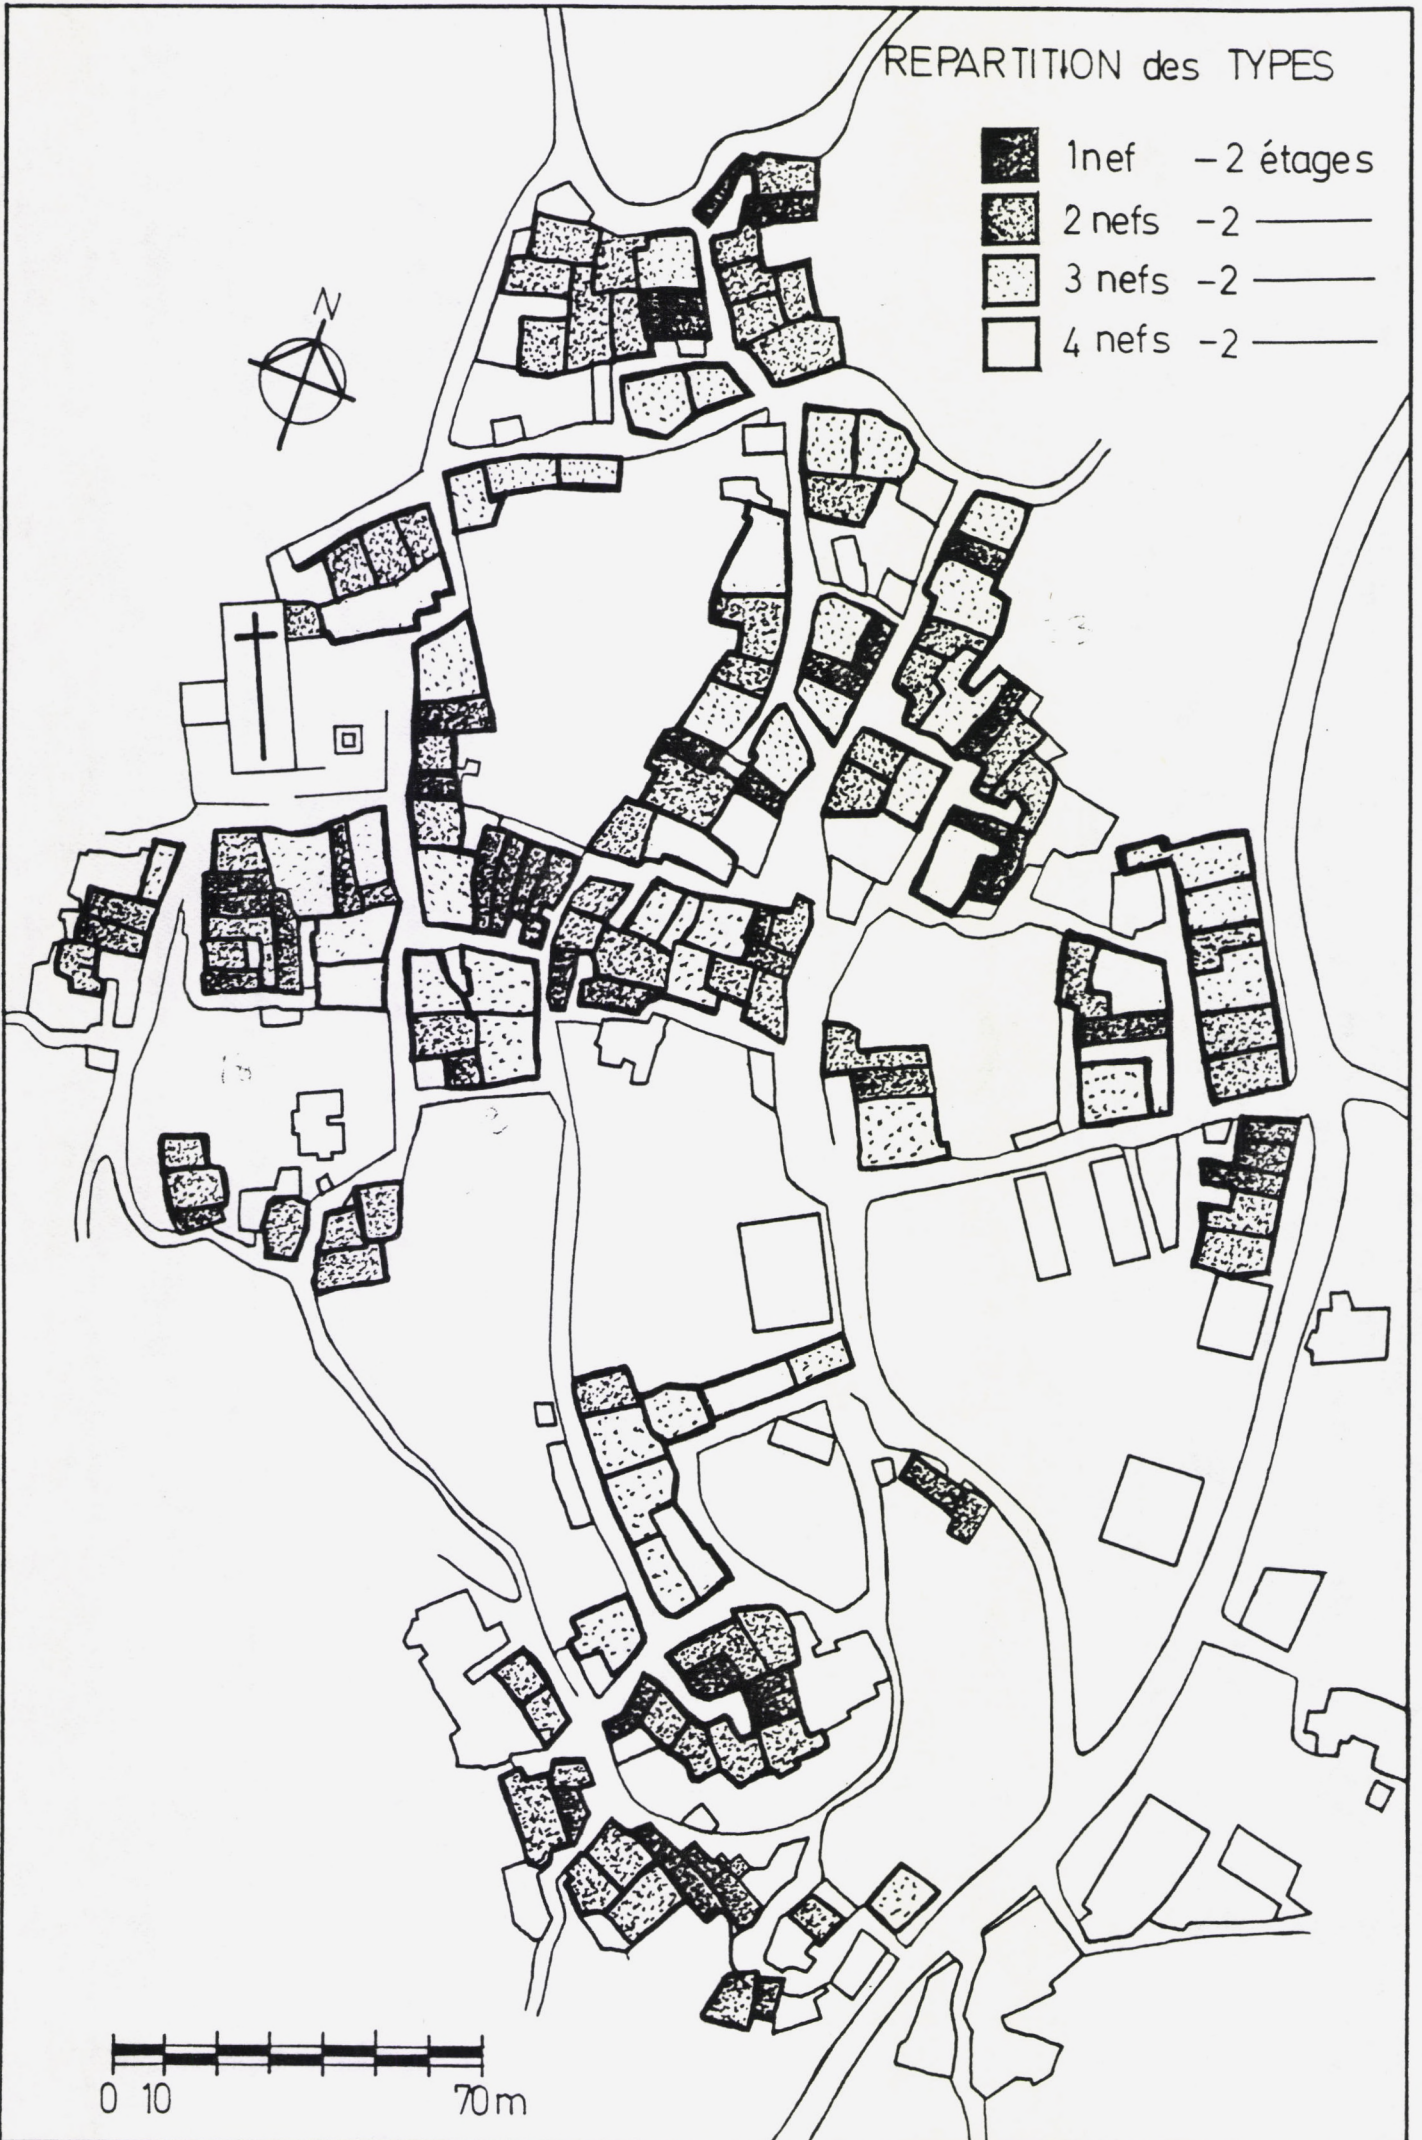 REPARTITION des TYPES
1nef - 2 étages
2 nefs - 2
3 nefs - 2
4 nefs - 2
N
0 10 70m